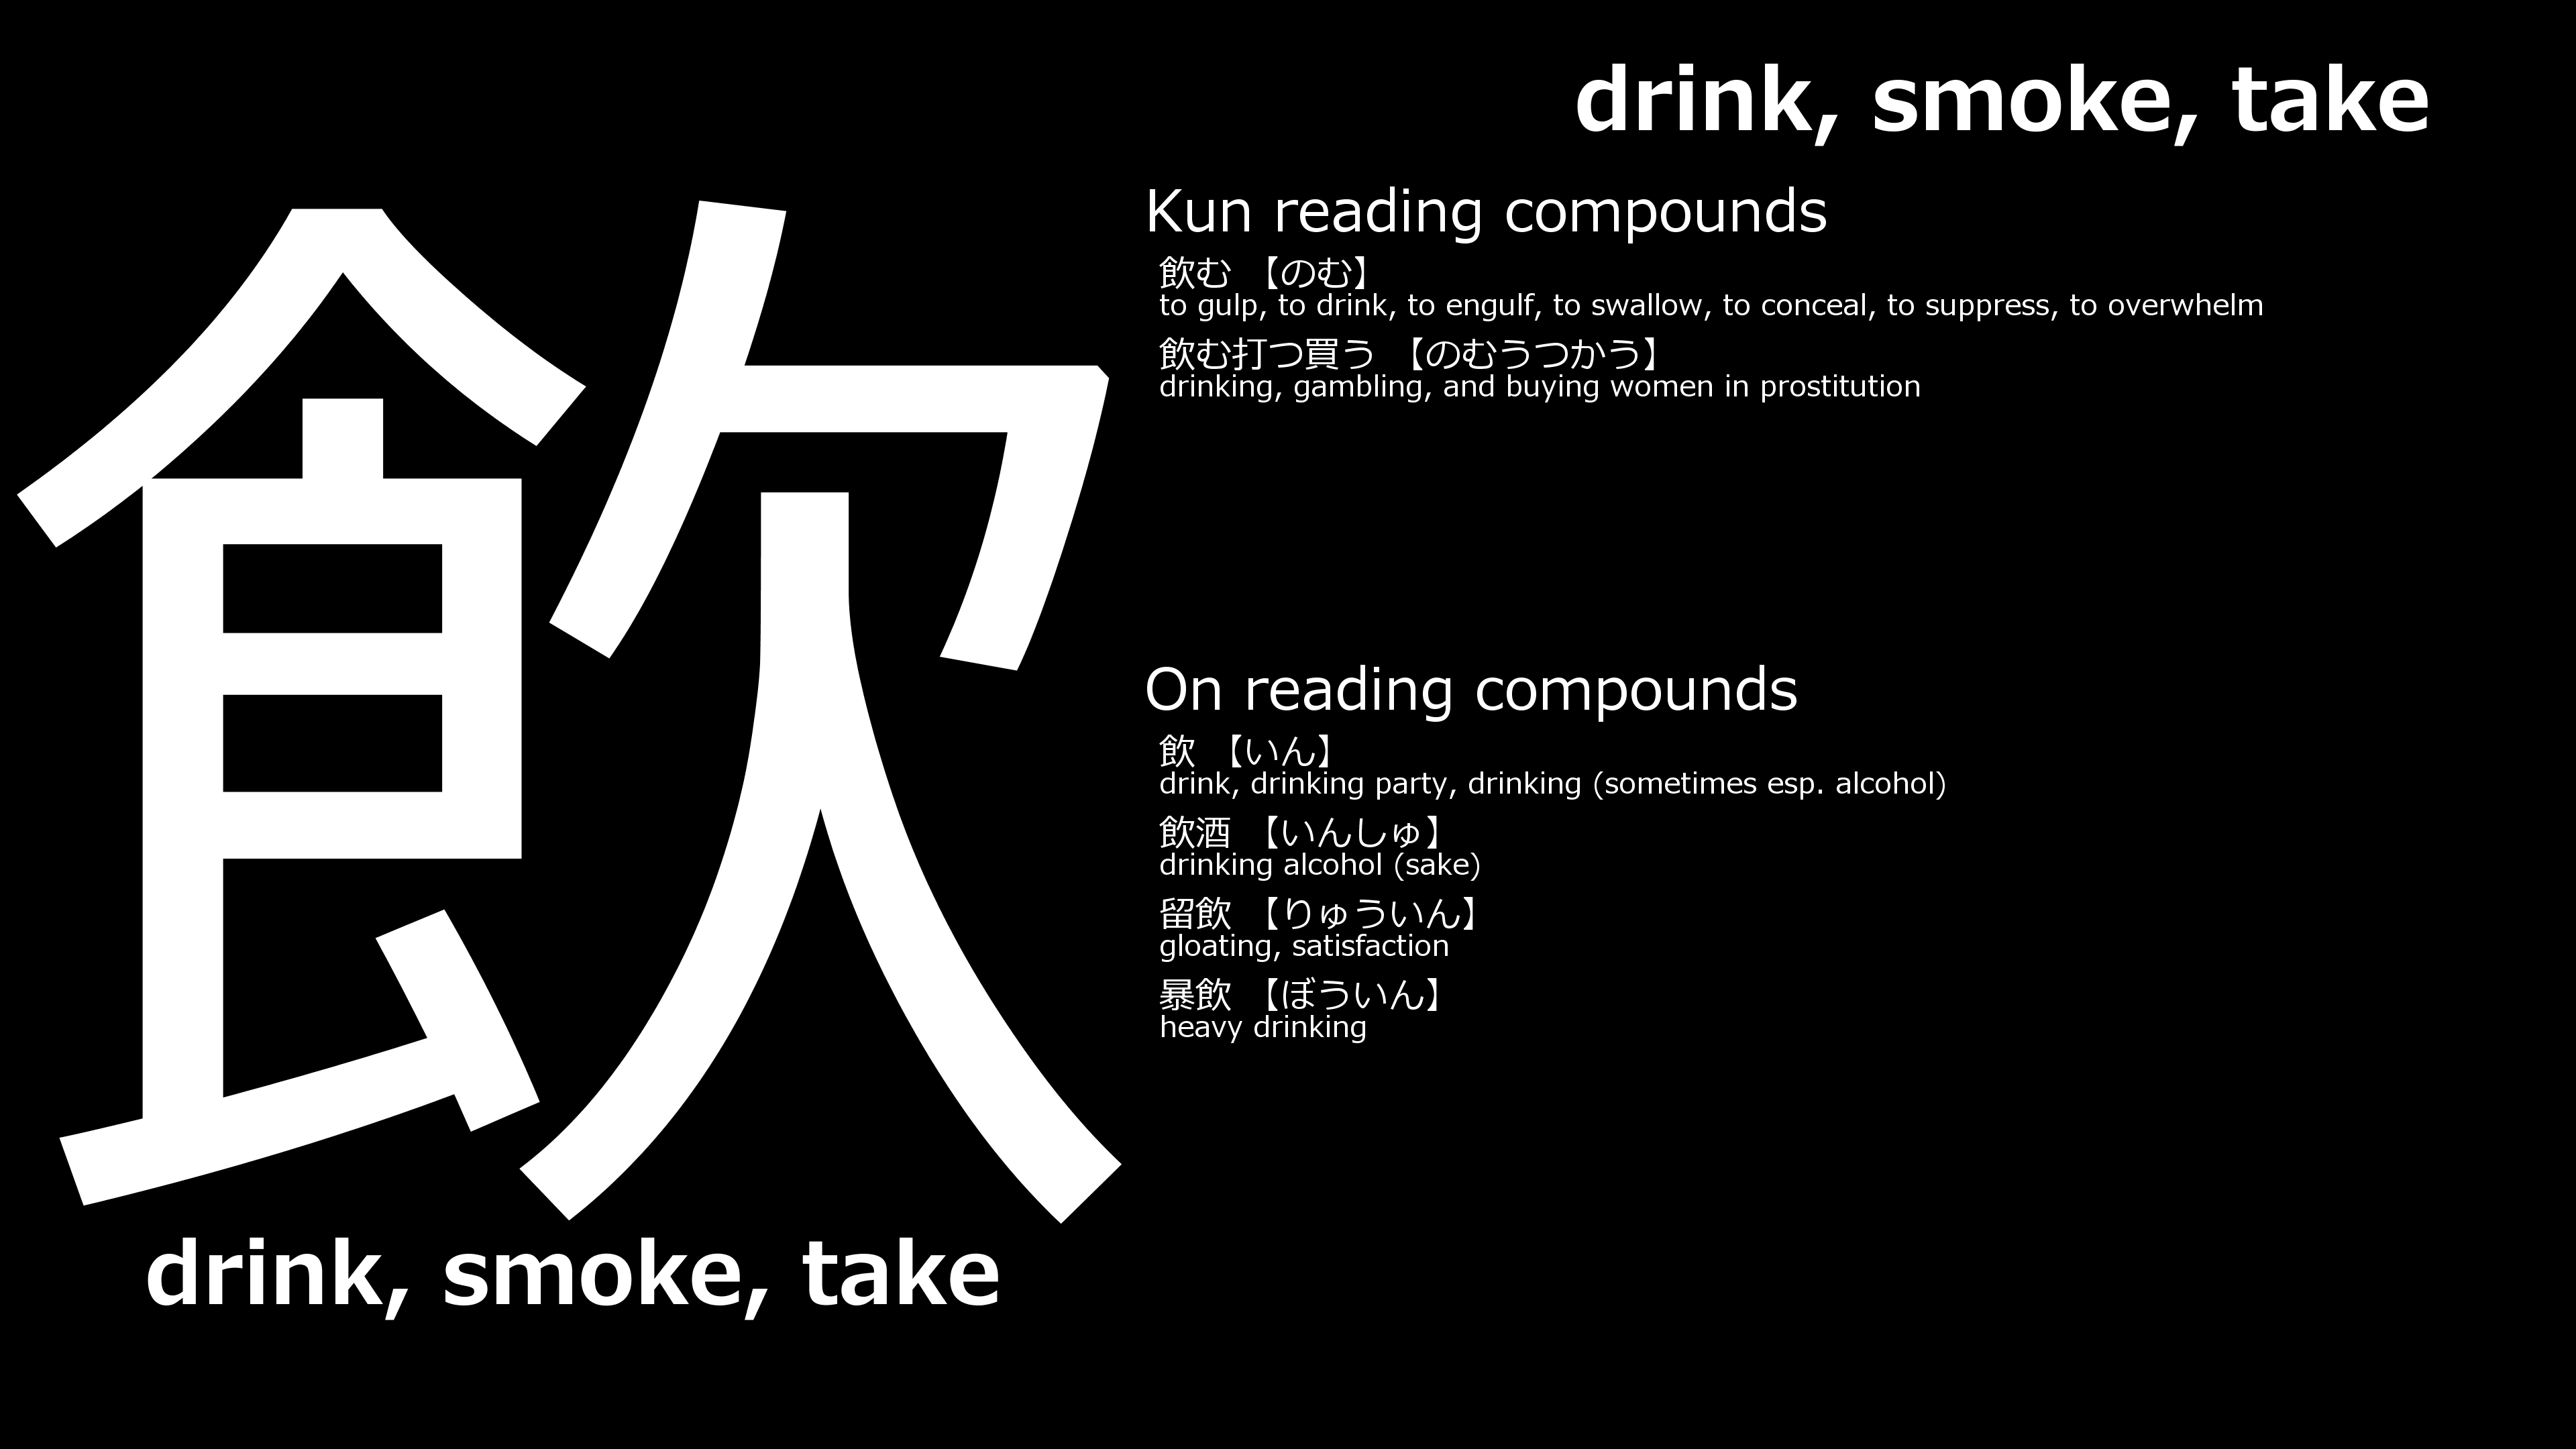 drink, smoke, take
飲
drink, smoke, take
Kun reading compounds
飲む 【のむ】
to gulp, to drink, to engulf, to swallow, to conceal, to suppress, to overwhelm
飲む打つ買う 【のむうつかう】
drinking, gambling, and buying women in prostitution
On reading compounds
飲 【いん】
drink, drinking party, drinking (sometimes esp. alcohol)
飲酒 【いんしゅ】
drinking alcohol (sake)
留飲 【りゅういん】
gloating, satisfaction
暴飲 【ぼういん】
heavy drinking